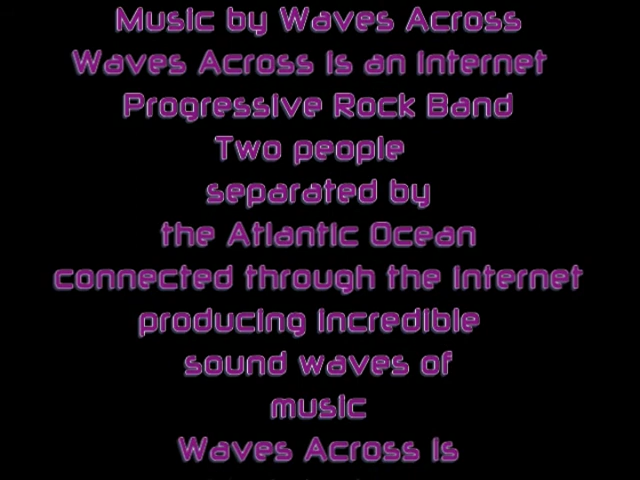 Music by Waves Across
Waves Across is an Internet
Progressive Rock Band
Two people
separated by
the Atlantic Ocean
connected through the Internet
producing incredible
sound waves of
music
Waves Across is